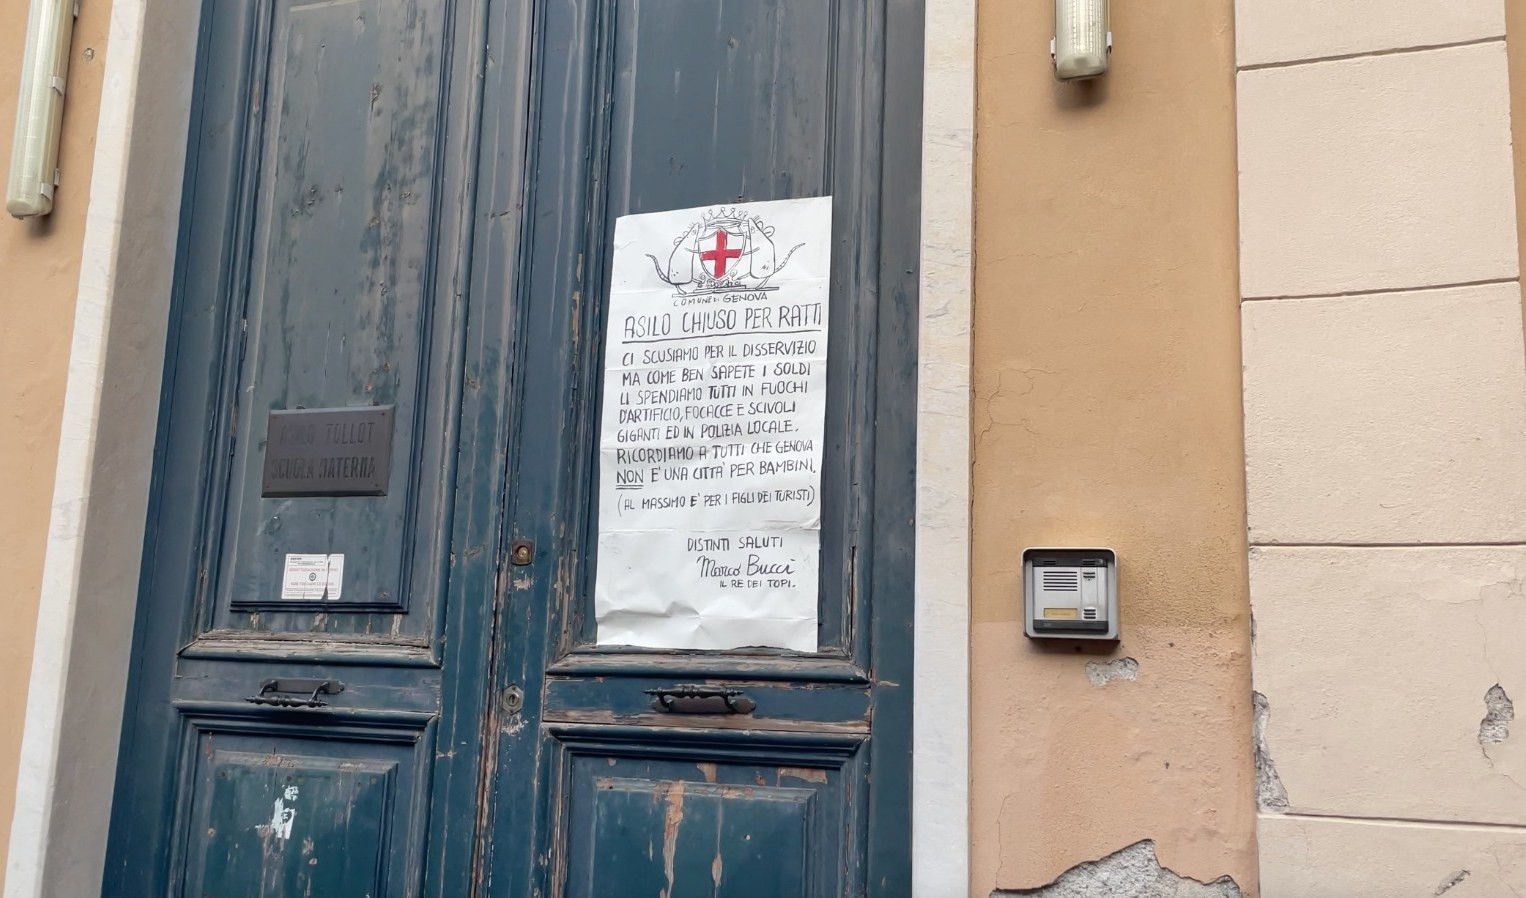 COMUNE DI GENOVA
ASILO CHIUSO PER RATTI
CI SCUSIAMO PER IL DISSERVIZIO
MA COME BEN SAPETE I SOLDI
LI SPENDIAMO TUTTI IN FUOCHI
D'ARTIFICIO, FOCACCE E SCIVOLI
GIGANTI ED IN POLIZIA LOCALE.
RICORDIAMO A TUTTI CHE GENOVA
NON E' UNA CITTA' PER BAMBINI.
(AL MASSIMO E' PER I FIGLI DEI TURISTI)
DISTINTI SALUTI
Marco Bucci
IL RE DEI TOPI.
ASILO TOLLOT
SCUOLA MATERNA